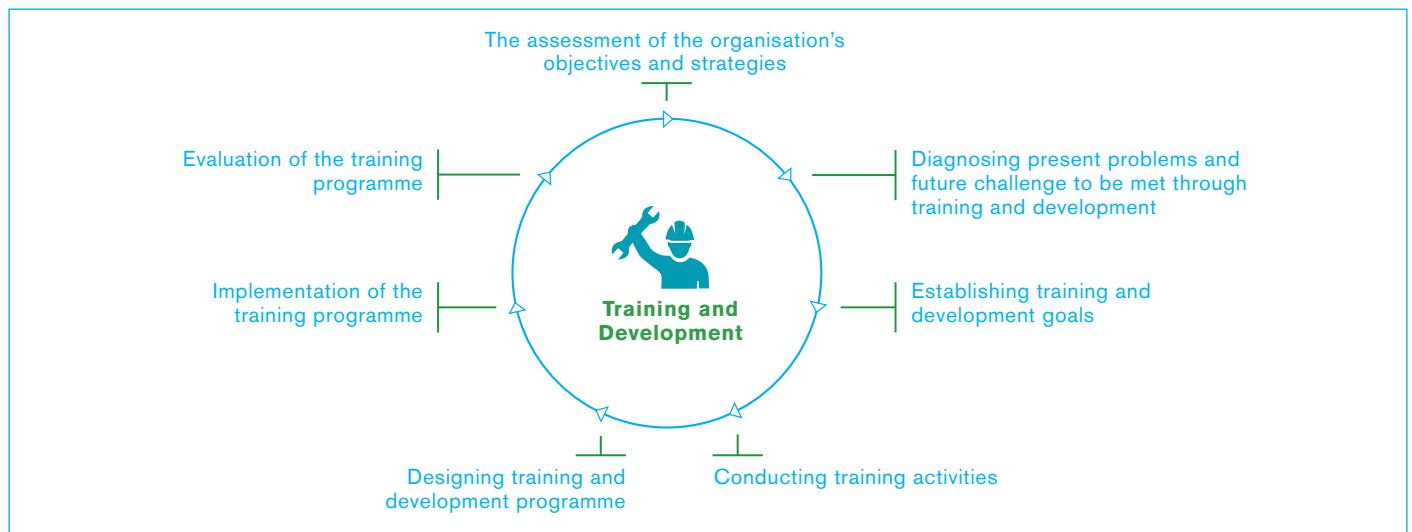 The assessment of the organisation’s
objectives and strategies
Diagnosing present problems and
future challenge to be met through
training and development
Establishing training and
development goals
Conducting training activities
Designing training and
development programme
Implementation of the
training programme
Evaluation of the training
programme
Training and
Development